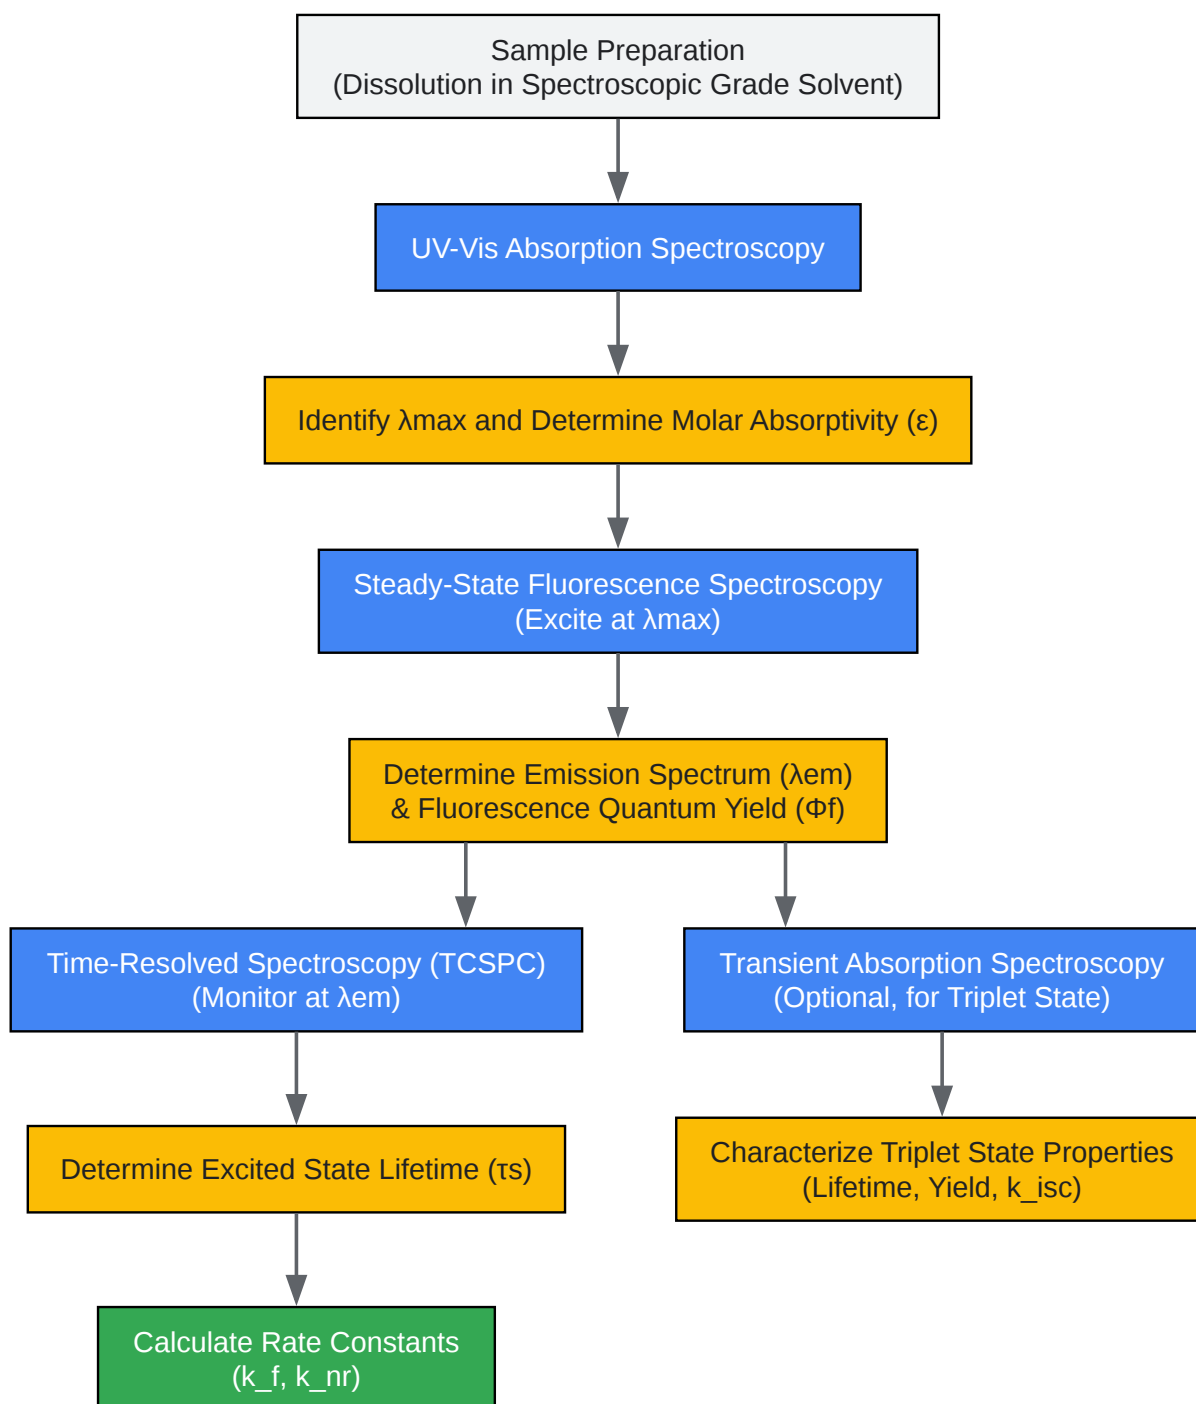 Sample Preparation
(Dissolution in Spectroscopic Grade Solvent)
UV-Vis Absorption Spectroscopy
Identify λmax and Determine Molar Absorptivity (ε)
Steady-State Fluorescence Spectroscopy
(Excite at λmax)
Determine Emission Spectrum (λem)
& Fluorescence Quantum Yield (Φf)
Time-Resolved Spectroscopy (TCSPC)
(Monitor at λem)
Transient Absorption Spectroscopy
(Optional, for Triplet State)
Determine Excited State Lifetime (τs)
Characterize Triplet State Properties
(Lifetime, Yield, k_isc)
Calculate Rate Constants
(k_f, k_nr)